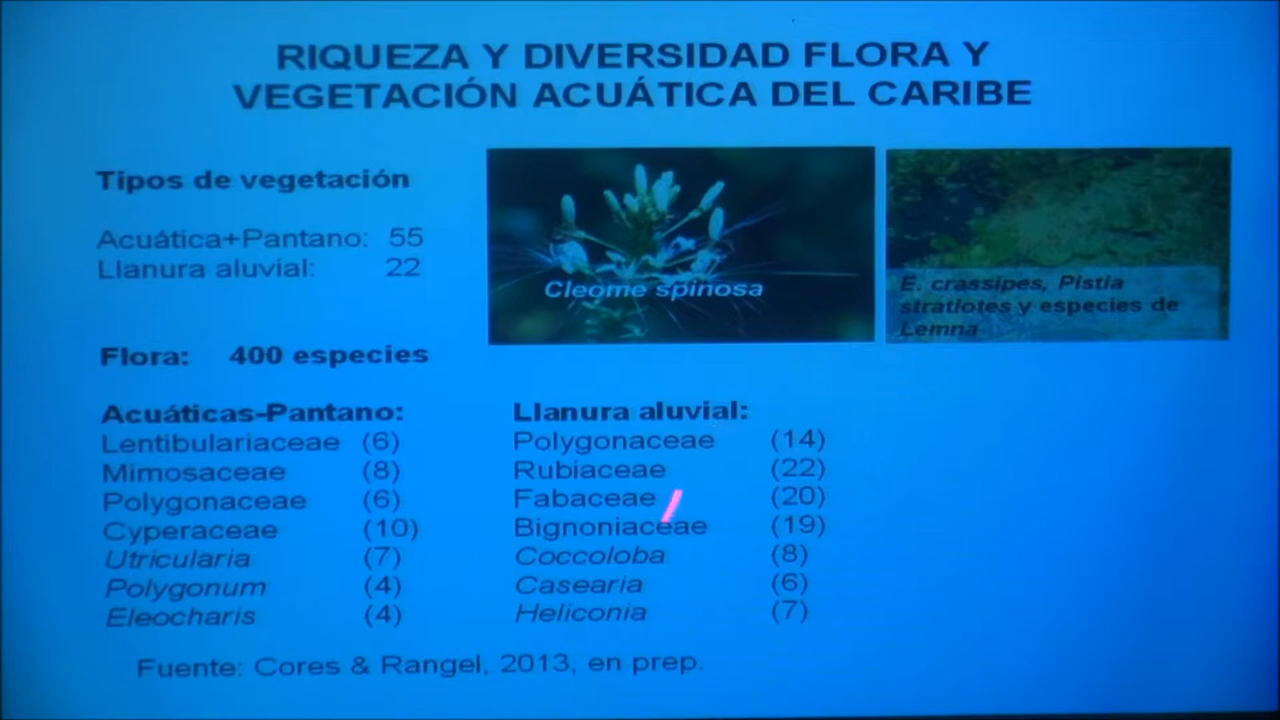 RIQUEZA Y DIVERSIDAD FLORA Y
VEGETACIÓN ACUÁTICA DEL CARIBE
Tipos de vegetación
Acuática+Pantano: 55
Llanura aluvial: 22
Cleome spinosa
E. crassipes, Pistia
stratiotes y especies de
Lemna
Flora: 400 especies
Acuáticas-Pantano:
Lentibulariaceae (6)
Mimosaceae (8)
Polygonaceae (6)
Cyperaceae (10)
Utricularia (7)
Polygonum (4)
Eleocharis (4)
Llanura aluvial:
Polygonaceae (14)
Rubiaceae (22)
Fabaceae (20)
Bignoniaceae (19)
Coccoloba (8)
Casearia (6)
Heliconia (7)
Fuente: Cores & Rangel, 2013, en prep.